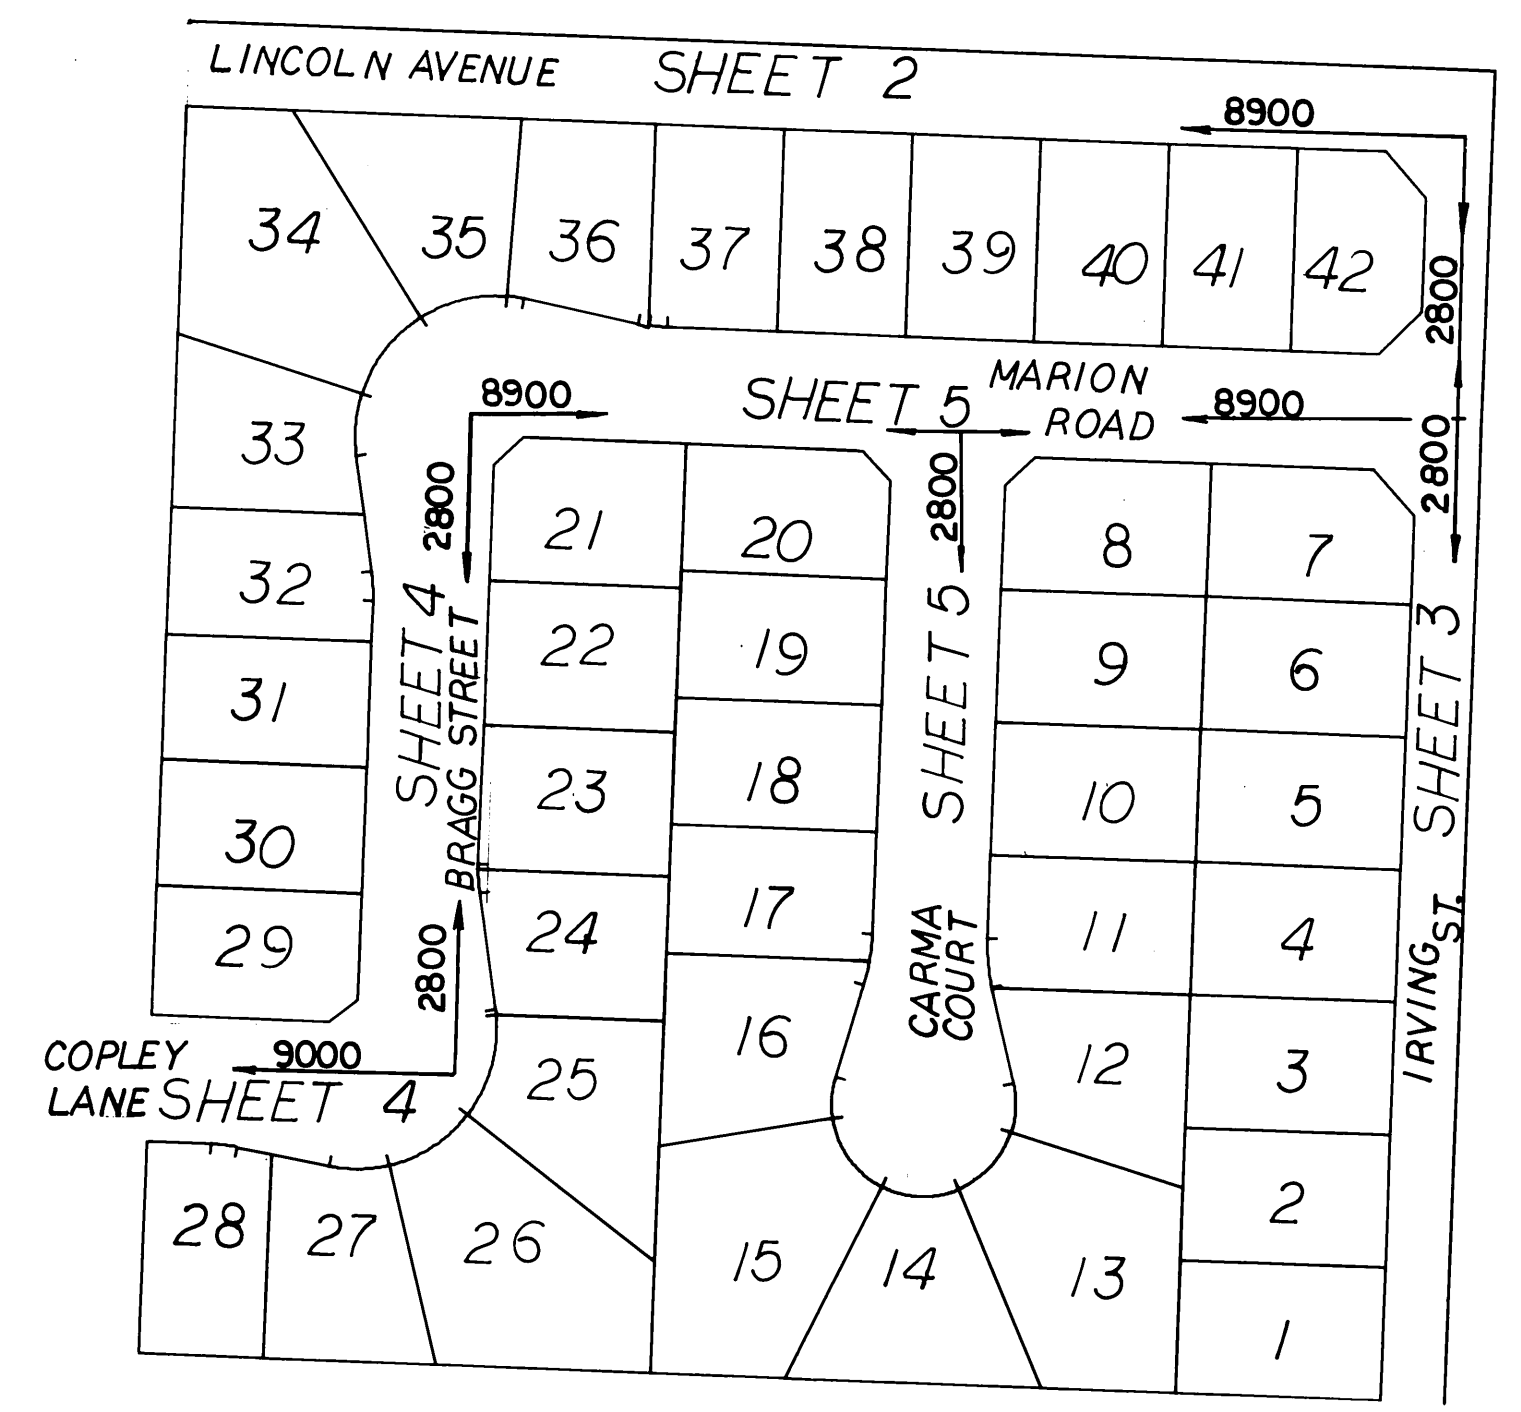 LINCOLN AVENUE SHEET 2
8900
34 35 36 37 38 39 40 41 42
2800
MARION
ROAD
SHEET 5
8900
8900
33
2800
2800
2800
21 20 8 7
32
22 19 9 6
31
SHEET 4
BRAGG STREET
SHEET 5
SHEET 3
23 18 10 5
30
24 17 11 4
29
2800
CARMA
COURT
IRVING ST.
COPLEY
LANE SHEET 4
9000
25 16 12 3
28 27 26 15 14 13 2
1